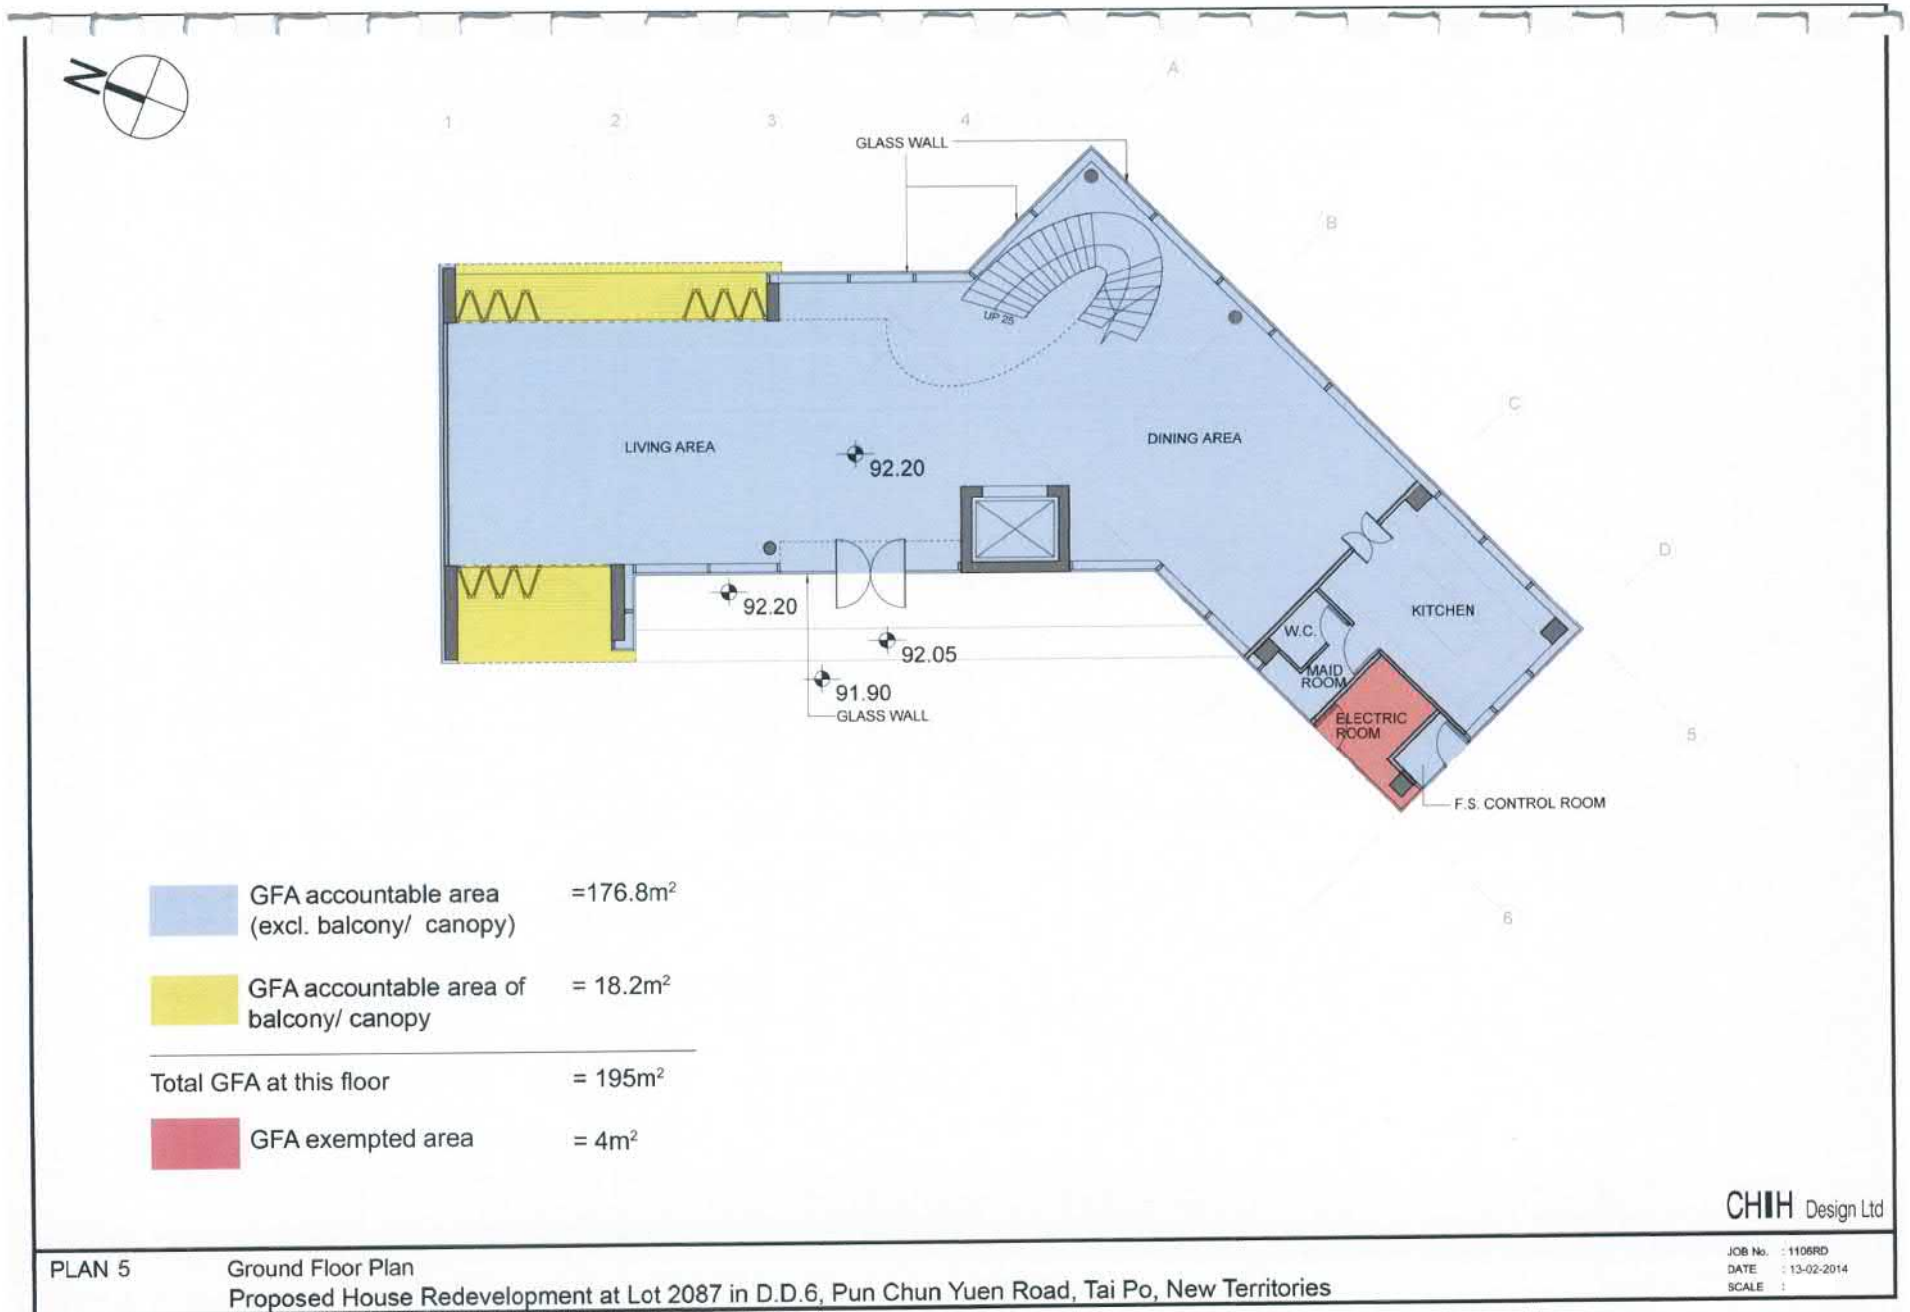 N
A
1
2
3
4
GLASS WALL
B
UP 25
C
LIVING AREA
DINING AREA
92.20
D
92.20
KITCHEN
W.C.
92.05
MAID
ROOM
91.90
GLASS WALL
ELECTRIC
ROOM
5
F.S. CONTROL ROOM
6
GFA accountable area =176.8m²
(excl. balcony/ canopy)
GFA accountable area of = 18.2m²
balcony/ canopy
Total GFA at this floor = 195m²
GFA exempted area = 4m²
CHIH Design Ltd
PLAN 5 Ground Floor Plan
Proposed House Redevelopment at Lot 2087 in D.D.6, Pun Chun Yuen Road, Tai Po, New Territories
JOB No. : 1106RD
DATE : 13-02-2014
SCALE :